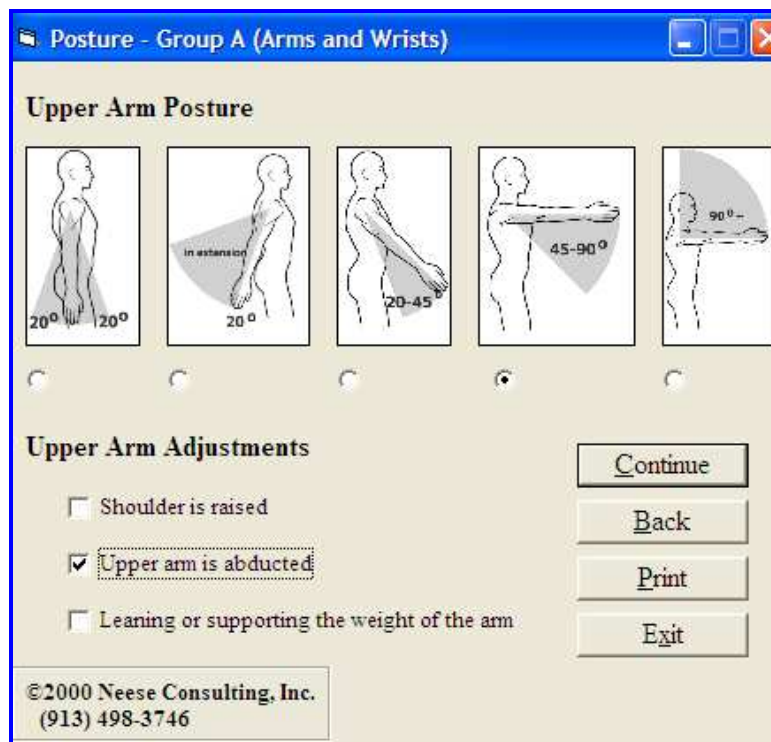 Posture - Group A (Arms and Wrists)
Upper Arm Posture
20° 20°
in extension
20°
20-45°
45-90°
90°-
Upper Arm Adjustments
Shoulder is raised
Upper arm is abducted
Leaning or supporting the weight of the arm
Continue
Back
Print
Exit
©2000 Neese Consulting, Inc.
(913) 498-3746